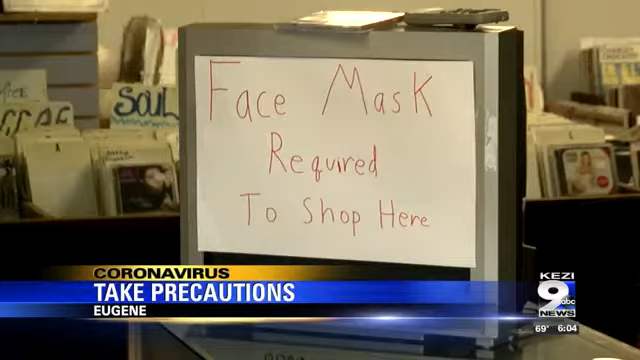 Face Mask
Required
To Shop Here
SOUL
CORONAVIRUS
TAKE PRECAUTIONS
EUGENE
KEZI
9 abc
NEWS
69° 6:04